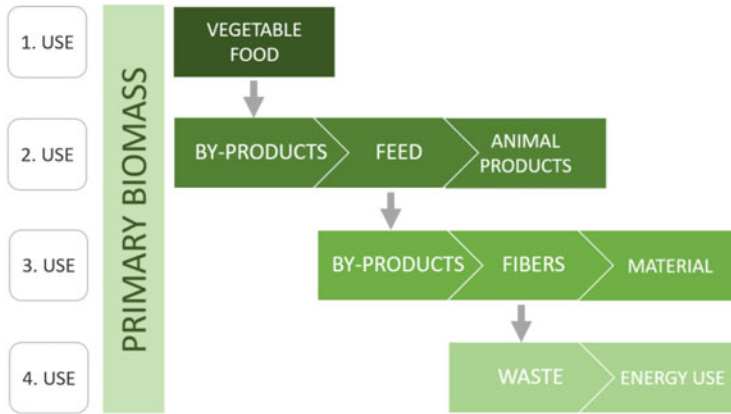 PRIMARY BIOMASS
1. USE
VEGETABLE
FOOD
2. USE
BY-PRODUCTS
FEED
ANIMAL
PRODUCTS
3. USE
BY-PRODUCTS
FIBERS
MATERIAL
4. USE
WASTE
ENERGY USE